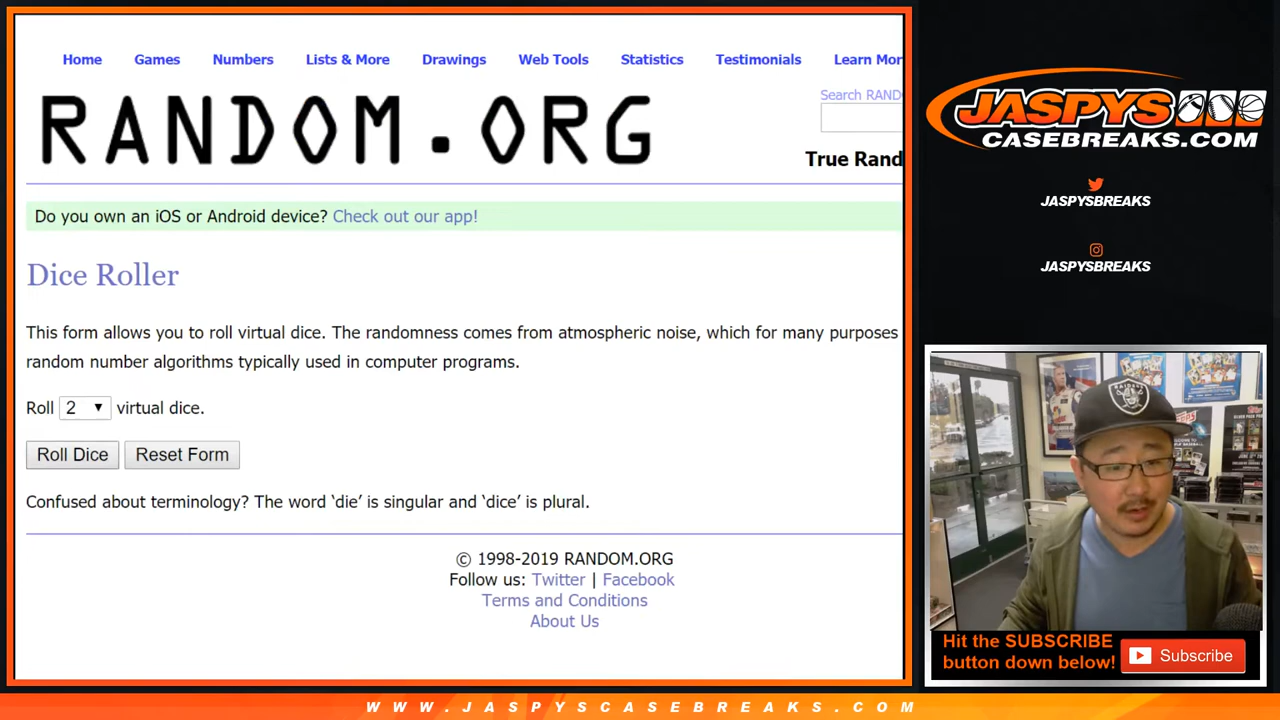 Home Games Numbers Lists & More Drawings Web Tools Statistics Testimonials Learn Mor
RANDOM.ORG
Search RAND
True Rand
Do you own an iOS or Android device? Check out our app!
Dice Roller
This form allows you to roll virtual dice. The randomness comes from atmospheric noise, which for many purposes
random number algorithms typically used in computer programs.
Roll 2 virtual dice.
Roll Dice Reset Form
Confused about terminology? The word ‘die’ is singular and ‘dice’ is plural.
© 1998-2019 RANDOM.ORG
Follow us: Twitter | Facebook
Terms and Conditions
About Us
JASPYS
CASEBREAKS.COM
JASPYSBREAKS
JASPYSBREAKS
RAIDERS
Hit the SUBSCRIBE
button down below!
Subscribe
WWW.JASPYSCASEBREAKS.COM